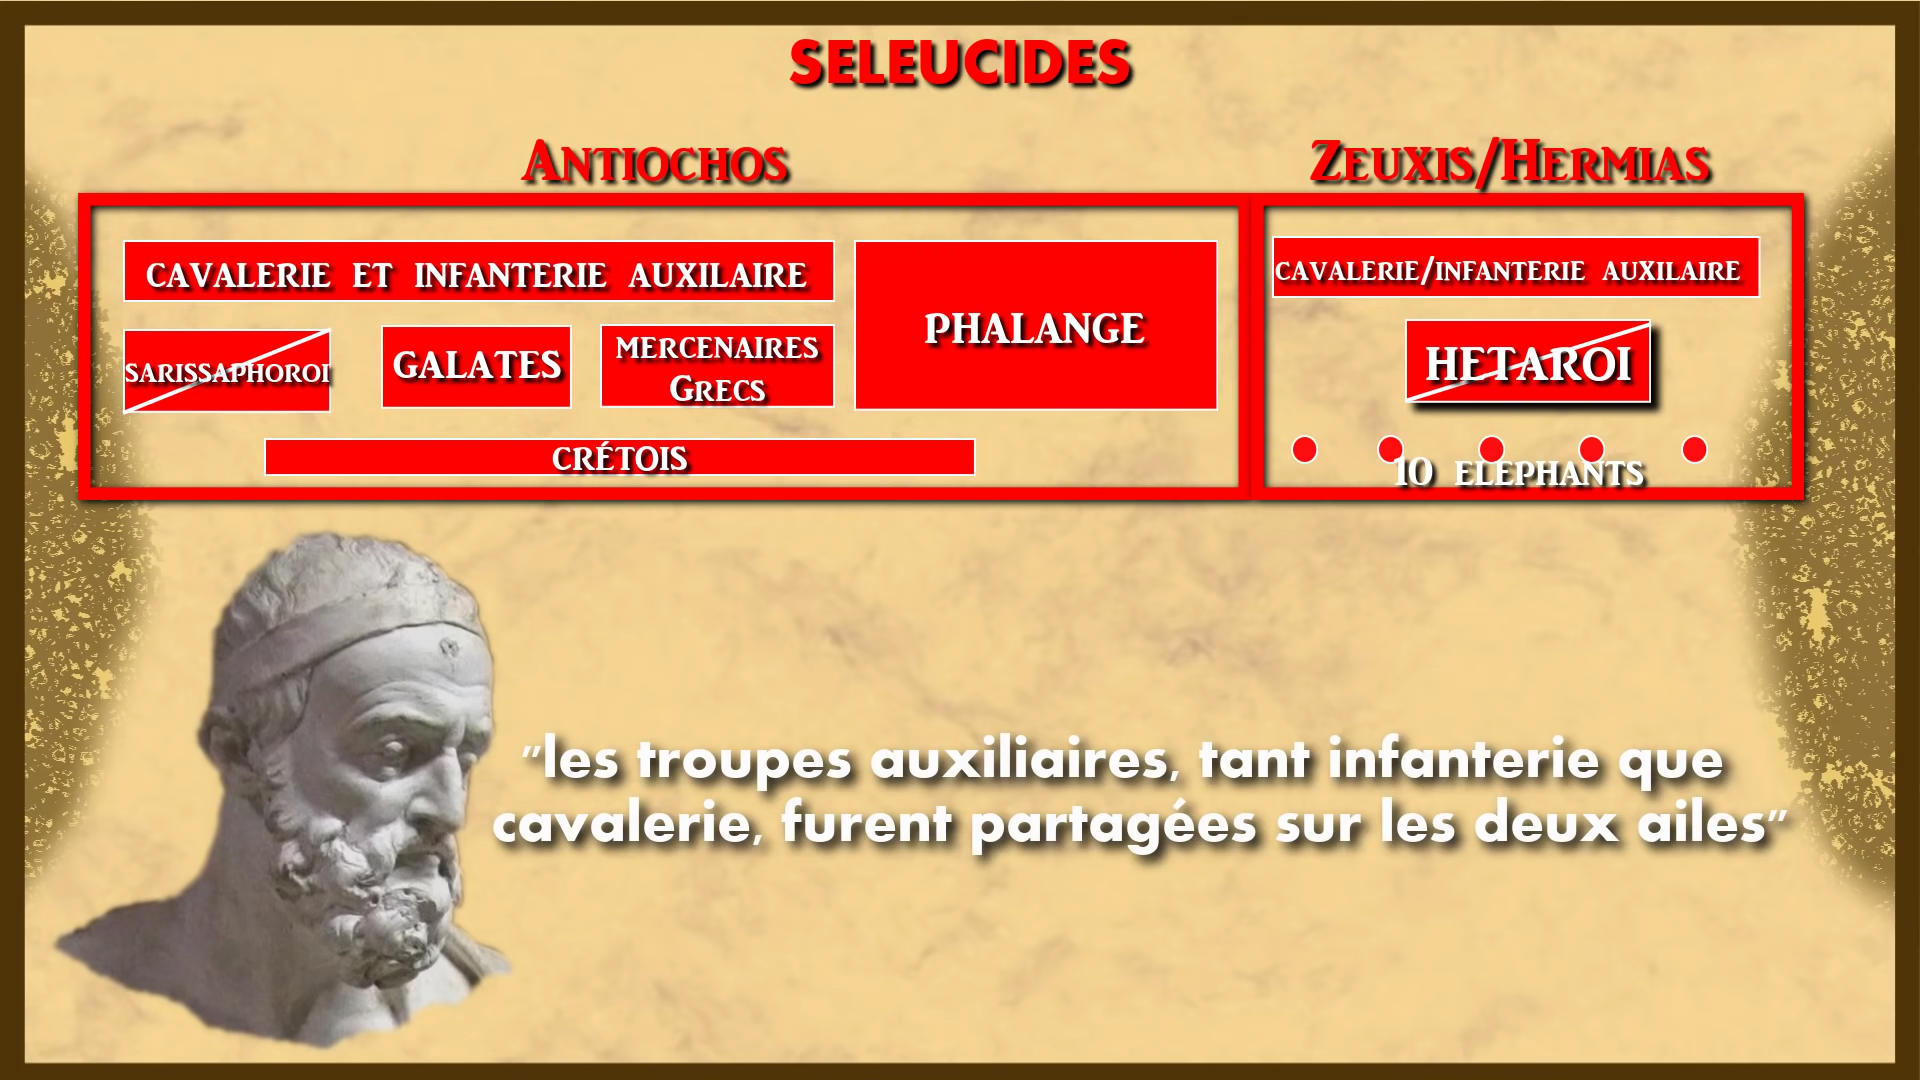 SELEUCIDES
Antiochos
Zeuxis/Hermias
CAVALERIE ET INFANTERIE AUXILAIRE
PHALANGE
CAVALERIE/INFANTERIE AUXILAIRE
SARISSAPHOROI
GALATES
MERCENAIRES
Grecs
HETAROI
CRÉTOIS
10 ELEPHANTS
"les troupes auxiliaires, tant infanterie que
cavalerie, furent partagées sur les deux ailes"